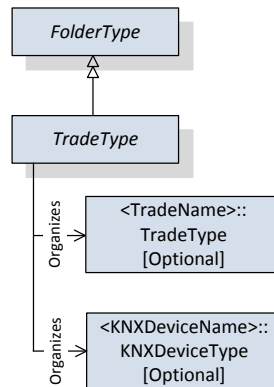 FolderType
TradeType
Organizes
<TradeName>::
TradeType
[Optional]
Organizes
<KNXDeviceName>::
KNXDeviceType
[Optional]